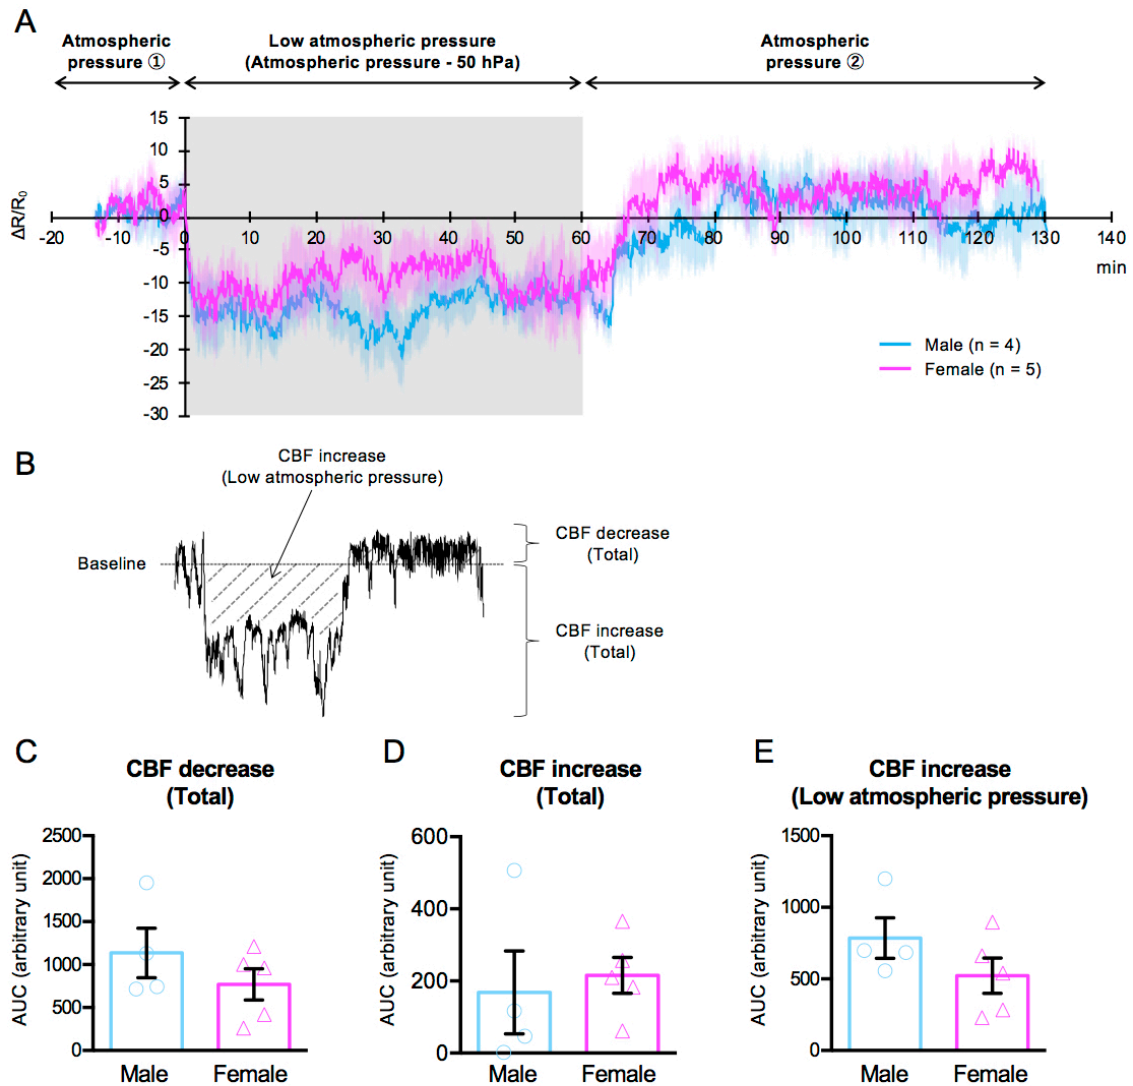 A
Atmospheric
pressure ①
Low atmospheric pressure
(Atmospheric pressure - 50 hPa)
Atmospheric
pressure ②
15
10
5
0
-5
-10
-15
-20
-25
-30
ΔR/R₀
-20
-10
0
10
20
30
40
50
60
70
80
90
100
110
120
130
140
min
Male (n = 4)
Female (n = 5)
B
CBF increase
(Low atmospheric pressure)
Baseline
CBF decrease
(Total)
CBF increase
(Total)
C
CBF decrease
(Total)
AUC (arbitrary unit)
2500
2000
1500
1000
500
0
Male
Female
D
CBF increase
(Total)
AUC (arbitrary unit)
600
400
200
0
Male
Female
E
CBF increase
(Low atmospheric pressure)
AUC (arbitrary unit)
1500
1000
500
0
Male
Female